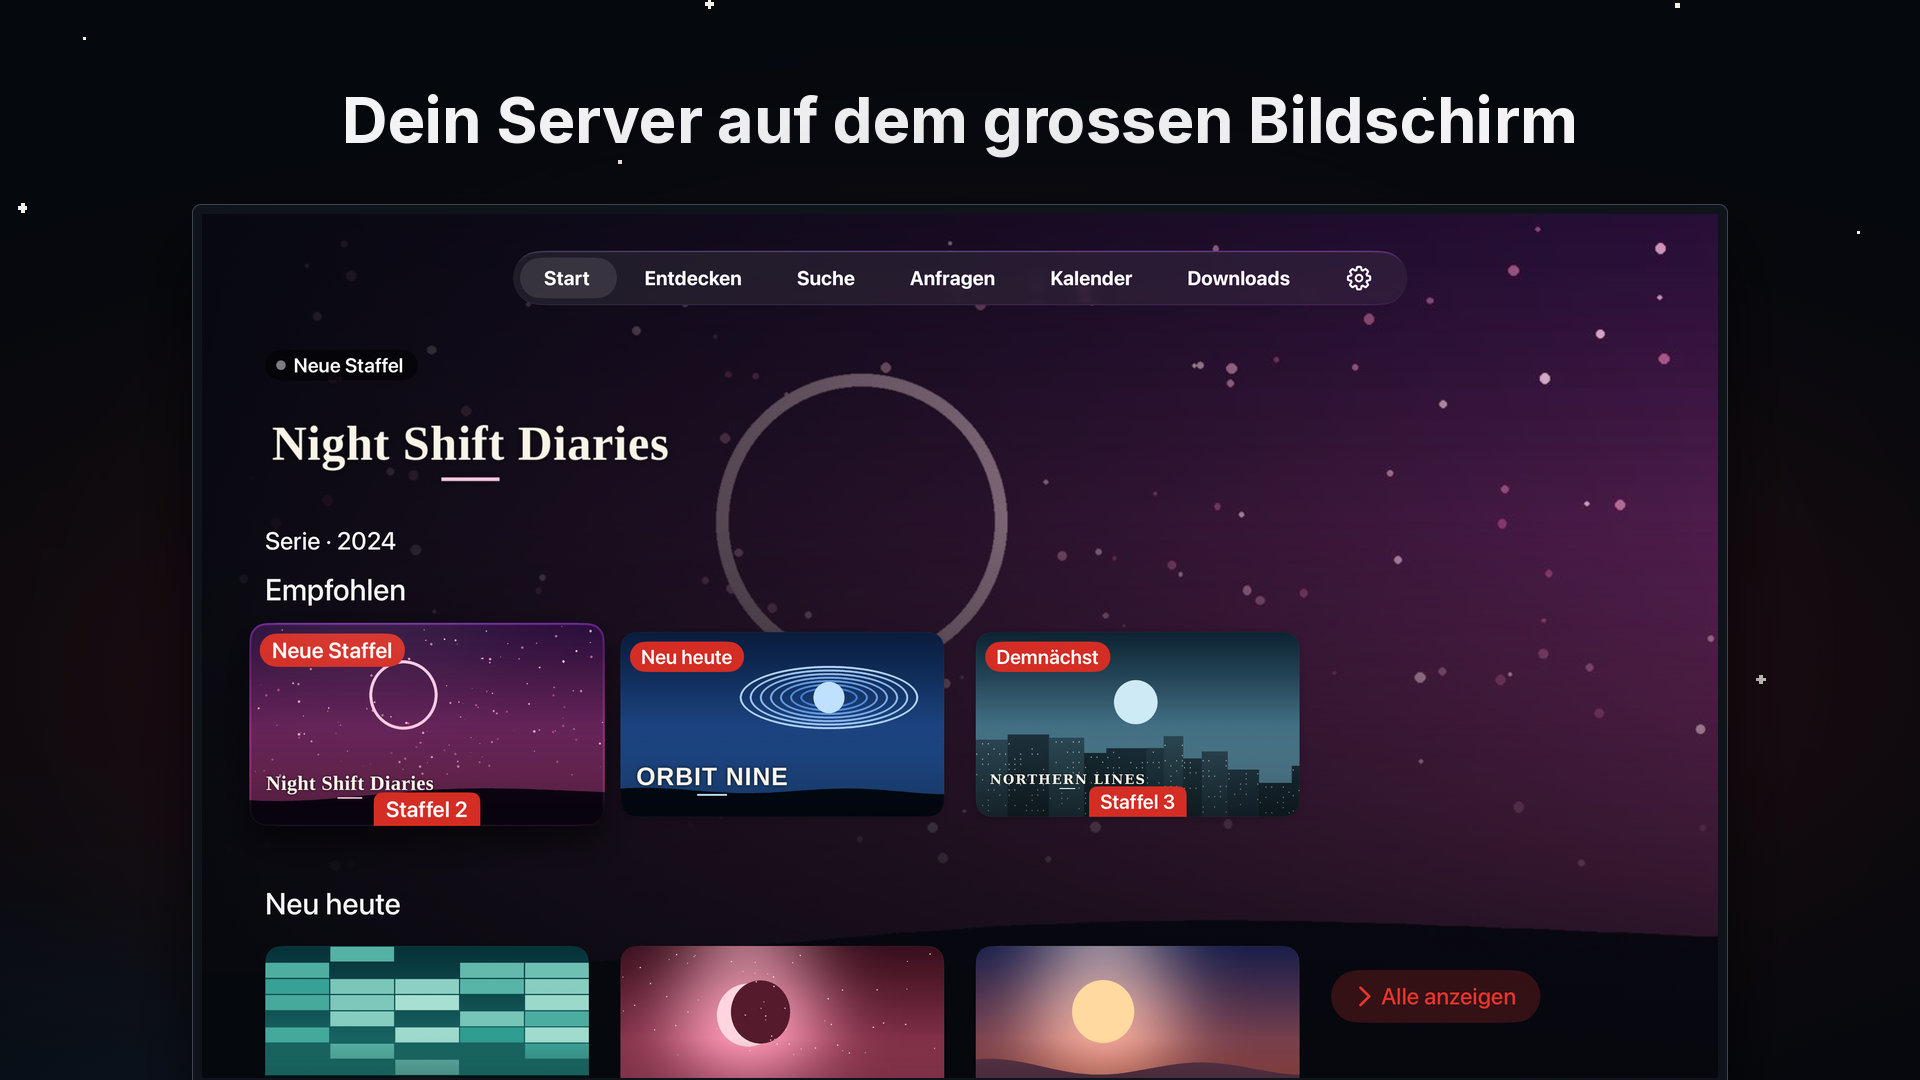 Dein Server auf dem grossen Bildschirm
Start Entdecken Suche Anfragen Kalender Downloads
Neue Staffel
Night Shift Diaries
Serie · 2024
Empfohlen
Neue Staffel
Night Shift Diaries
Staffel 2
Neu heute
ORBIT NINE
Demnächst
NORTHERN LINES
Staffel 3
Neu heute
Alle anzeigen